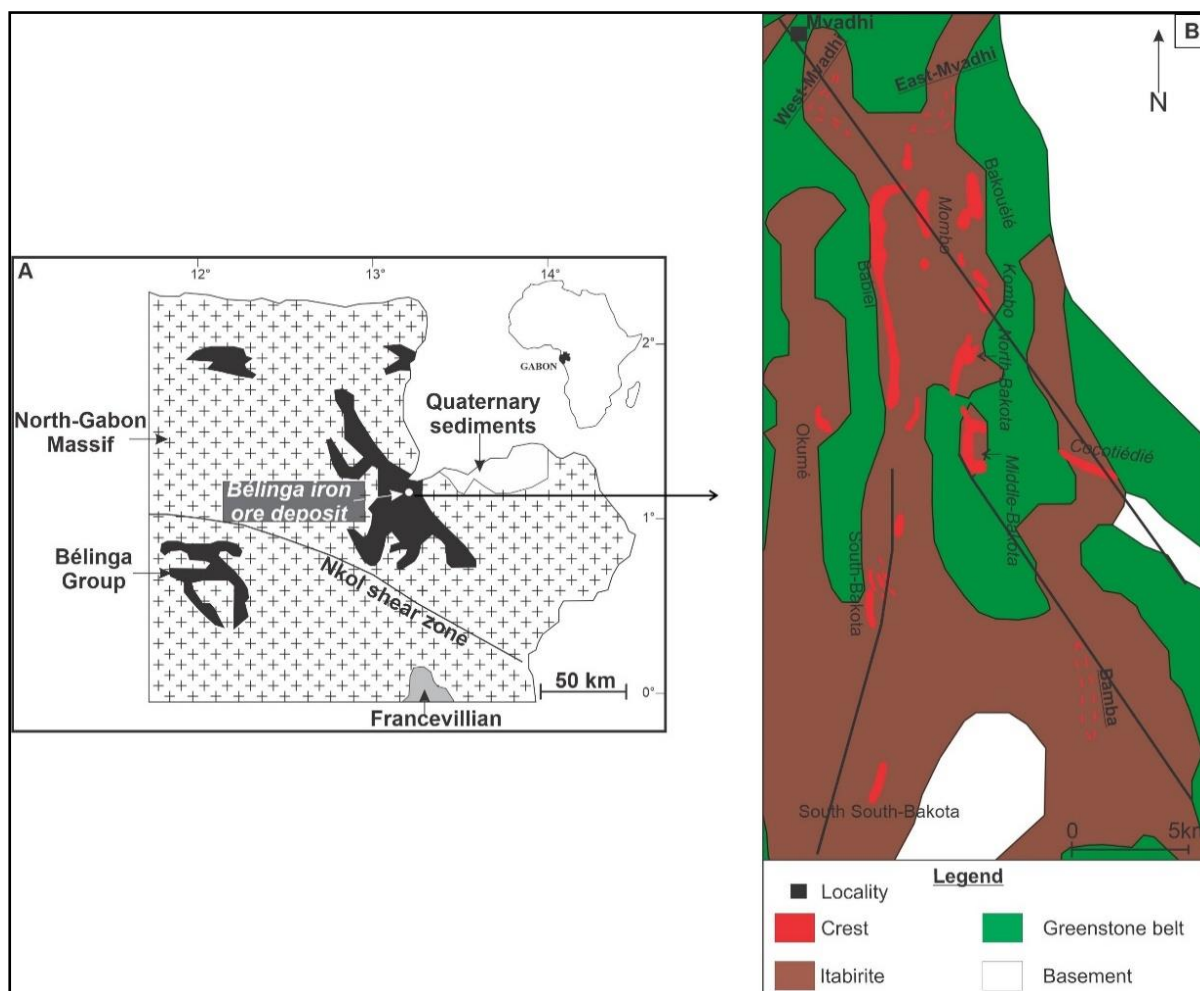 A
12°
13°
14°
2°
GABON
North-Gabon
Massif
Quaternary
sediments
Bélinga iron
ore deposit
1°
Bélinga
Group
Nkol shear zone
50 km
0°
Francevillian
B
Mvadhi
N
West-Mvadhi
East-Mvadhi
Bakouélé
Mombo
Babiel
Kombo
North-Bakota
Okumé
Middle-Bakota
Cocotiédié
South-Bakota
Bamba
South South-Bakota
0 5km
Legend
Locality
Crest
Greenstone belt
Itabirite
Basement